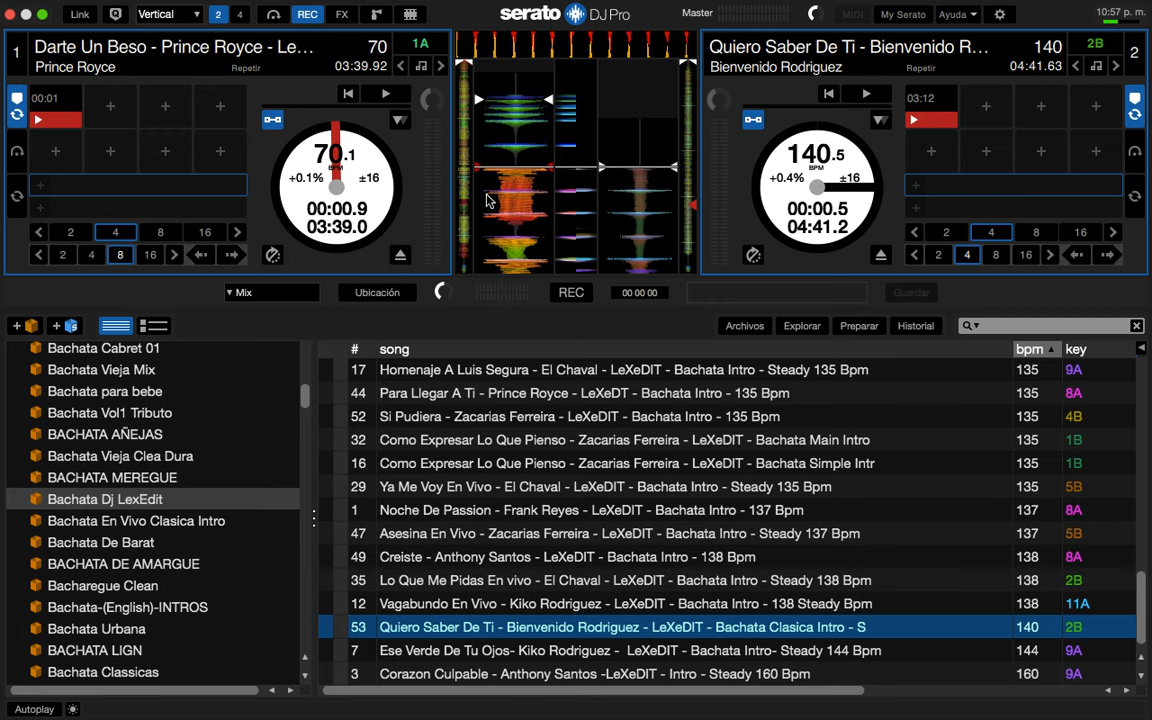 Link Vertical 2 4 REC FX serato DJ Pro Master MIDI My Serato Ayuda 10:57 p. m.
1 Darte Un Beso - Prince Royce - Le... 70 1A
Prince Royce Repetir 03:39.92
Quiero Saber De Ti - Bienvenido R... 140 2B 2
Bienvenido Rodriguez Repetir 04:41.63
00:01
70.1
BPM
+0.1% ±16
00:00.9
03:39.0
2 4 8 16
2 4 8 16
03:12
140.5
BPM
+0.4% ±16
00:00.5
04:41.2
2 4 8 16
2 4 8 16
Mix Ubicación REC 00 00 00 Guardar
Archivos Explorar Preparar Historial
Bachata Cabret 01
Bachata Vieja Mix
Bachata para bebe
Bachata Vol1 Tributo
BACHATA AÑEJAS
Bachata Vieja Clea Dura
BACHATA MEREGUE
Bachata Dj LexEdit
Bachata En Vivo Clasica Intro
Bachata De Barat
BACHATA DE AMARGUE
Bacharegue Clean
Bachata-(English)-INTROS
Bachata Urbana
BACHATA LIGN
Bachata Classicas
# song bpm key
17 Homenaje A Luis Segura - El Chaval - LeXeDIT - Bachata Intro - Steady 135 Bpm 135 9A
44 Para Llegar A Ti - Prince Royce - LeXeDT - Bachata Intro - 135 Bpm 135 8A
52 Si Pudiera - Zacarias Ferreira - LeXeDIT - Bachata Intro - 135 Bpm 135 4B
32 Como Expresar Lo Que Pienso - Zacarias Ferreira - LeXeDIT - Bachata Main Intro 135 1B
16 Como Expresar Lo Que Pienso - Zacarias Ferreira - LeXeDIT - Bachata Simple Intr 135 1B
29 Ya Me Voy En Vivo - El Chaval - LeXeDIT - Bachata Intro - Steady 135 Bpm 135 5B
1 Noche De Passion - Frank Reyes - LeXeDIT - Bachata Intro - 137 Bpm 137 8A
47 Asesina En Vivo - Zacarias Ferreira - LeXeDIT - Bachata Intro - Steady 137 Bpm 137 5B
49 Creiste - Anthony Santos - LeXeDIT - Bachata Intro - 138 Bpm 138 8A
35 Lo Que Me Pidas En vivo - El Chaval - LeXeDIT - Bachata Intro - Steady 138 Bpm 138 2B
12 Vagabundo En Vivo - Kiko Rodriguez - LeXeDIT - Bachata Intro - 138 Steady Bpm 138 11A
53 Quiero Saber De Ti - Bienvenido Rodriguez - LeXeDIT - Bachata Clasica Intro - S 140 2B
7 Ese Verde De Tu Ojos- Kiko Rodriguez - LeXeDIT - Bachata Intro- Steady 144 Bpm 144 9A
3 Corazon Culpable - Anthony Santos -LeXeDIT - Intro - Steady 160 Bpm 160 9A
Autoplay